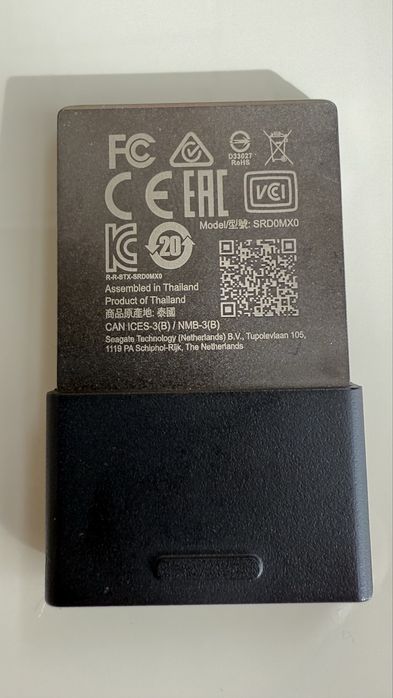 FC
D33027
RoHS
CE EAC VCCI
Model/型號: SRD0MX0
20
R-R-STX-SRD0MX0
Assembled in Thailand
Product of Thailand
商品原產地: 泰國
CAN ICES-3(B) / NMB-3(B)
Seagate Technology (Netherlands) B.V., Tupolevlaan 105,
1119 PA Schiphol-Rijk, The Netherlands